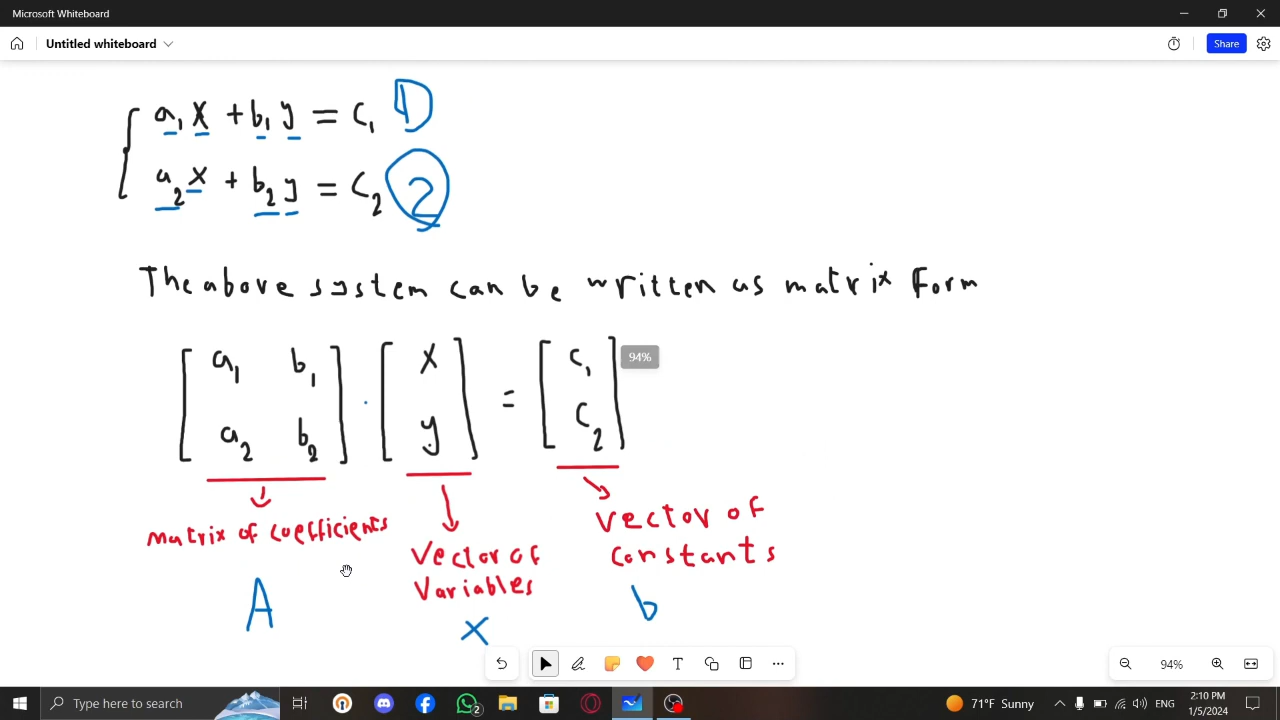 Microsoft Whiteboard
Untitled whiteboard
Share
a₁x + b₁y = c₁ 1
a₂x + b₂y = c₂ 2
The above system can be written as matrix form
a₁ b₁ x c₁
94%
[ ] · [ ] = [ ]
a₂ b₂ y c₂
matrix of coefficients
vector of variables
vector of constants
A
x
b
94%
Type here to search
2
71°F Sunny
ENG
2:10 PM
1/5/2024